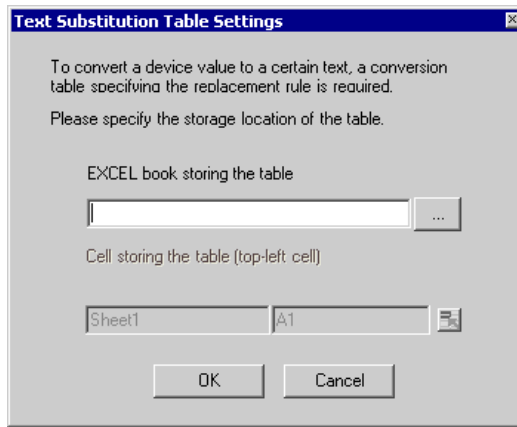 Text Substitution Table Settings
To convert a device value to a certain text, a conversion
table specifying the replacement rule is required.
Please specify the storage location of the table.
EXCEL book storing the table
...
Cell storing the table (top-left cell)
Sheet1 A1
OK Cancel